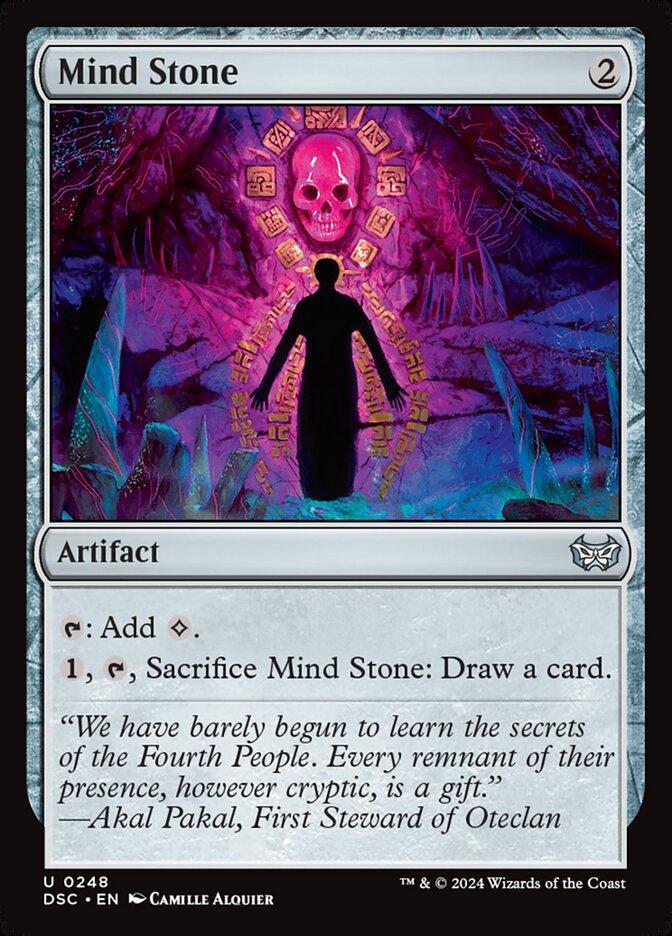 Mind Stone 2
Artifact
: Add .
1, , Sacrifice Mind Stone: Draw a card.
“We have barely begun to learn the secrets
of the Fourth People. Every remnant of their
presence, however cryptic, is a gift.”
—Akal Pakal, First Steward of Oteclan
U 0248
DSC • EN CAMILLE ALQUIER
™ & © 2024 Wizards of the Coast